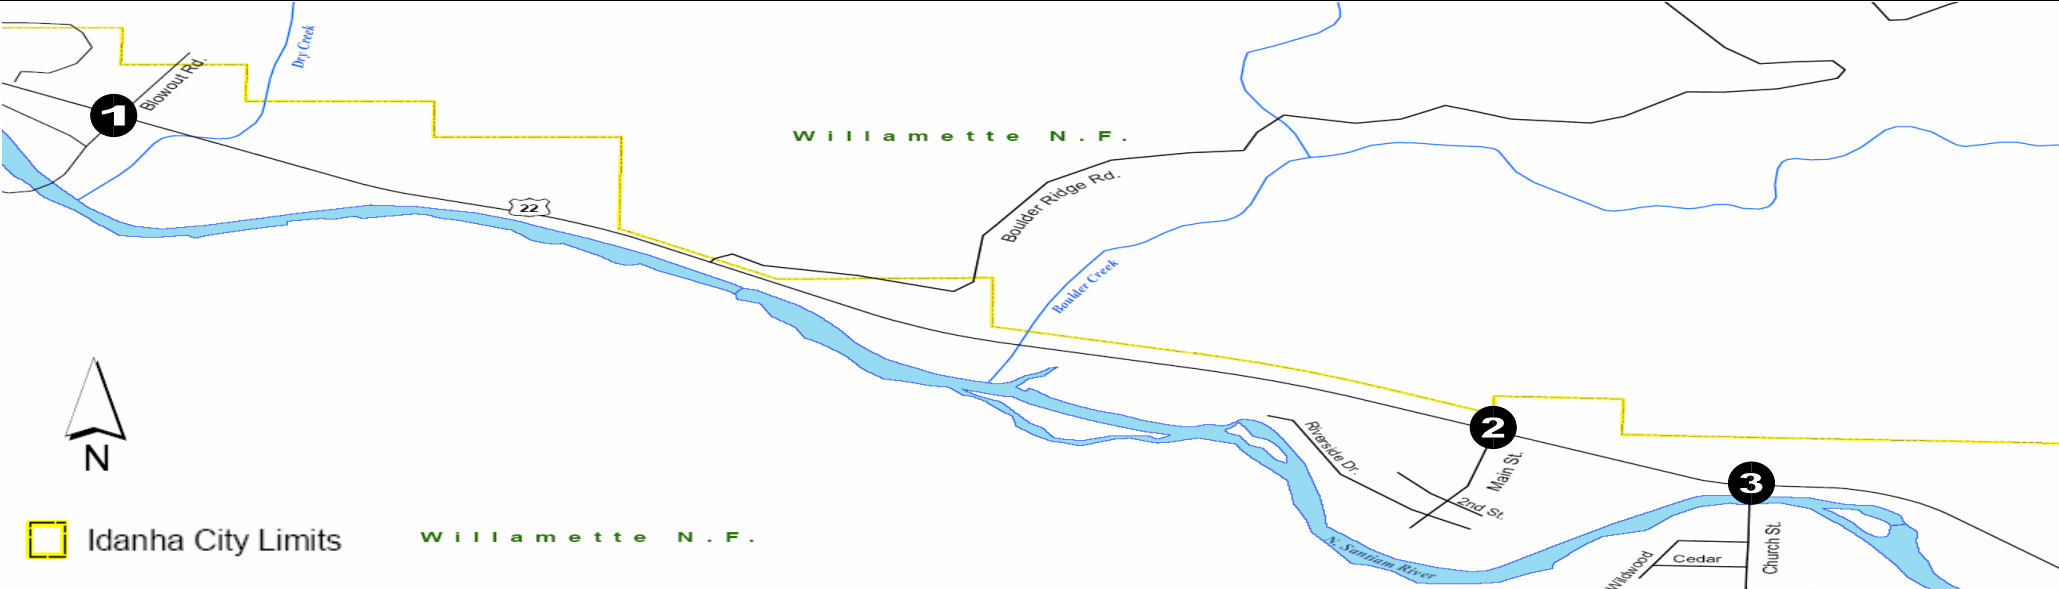 Dry Creek
Blowout Rd.
1
Willamette N.F.
Boulder Ridge Rd.
22
Boulder Creek
N
Riverside Dr.
2
Main St.
2nd St.
3
Idanha City Limits
Willamette N.F.
N. Santiam River
Wildwood
Cedar
Church St.